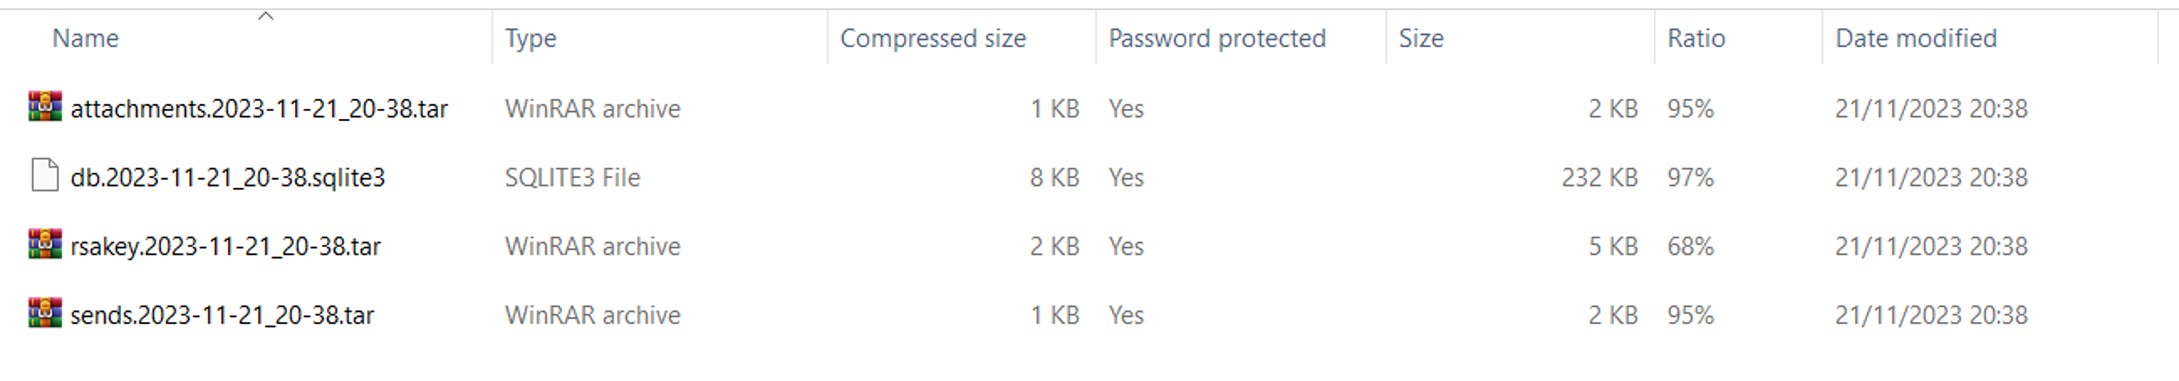 Name Type Compressed size Password protected Size Ratio Date modified
attachments.2023-11-21_20-38.tar WinRAR archive 1 KB Yes 2 KB 95% 21/11/2023 20:38
db.2023-11-21_20-38.sqlite3 SQLITE3 File 8 KB Yes 232 KB 97% 21/11/2023 20:38
rsakey.2023-11-21_20-38.tar WinRAR archive 2 KB Yes 5 KB 68% 21/11/2023 20:38
sends.2023-11-21_20-38.tar WinRAR archive 1 KB Yes 2 KB 95% 21/11/2023 20:38